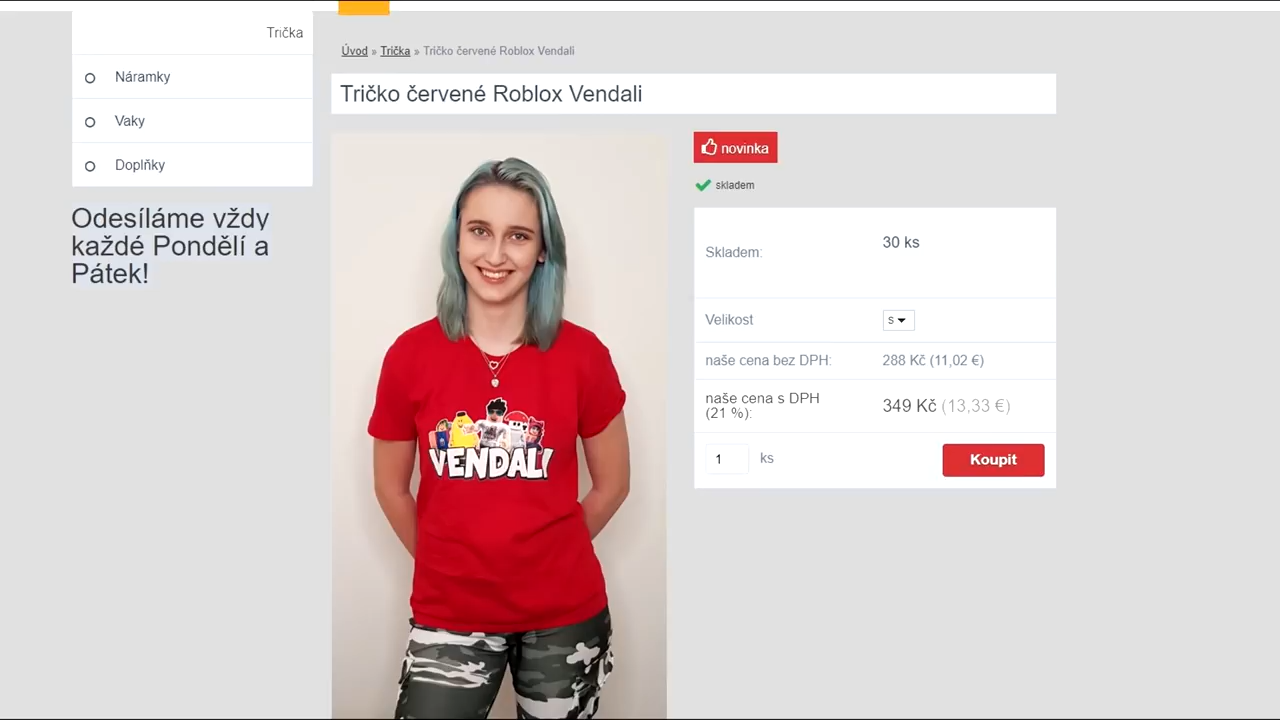 Trička
Náramky
Vaky
Doplňky
Odesíláme vždy
každé Pondělí a
Pátek!
Úvod » Trička » Tričko červené Roblox Vendali
Tričko červené Roblox Vendali
VENDALI
novinka
skladem
Skladem: 30 ks
Velikost s
naše cena bez DPH: 288 Kč (11,02 €)
naše cena s DPH
(21 %): 349 Kč (13,33 €)
1 ks Koupit